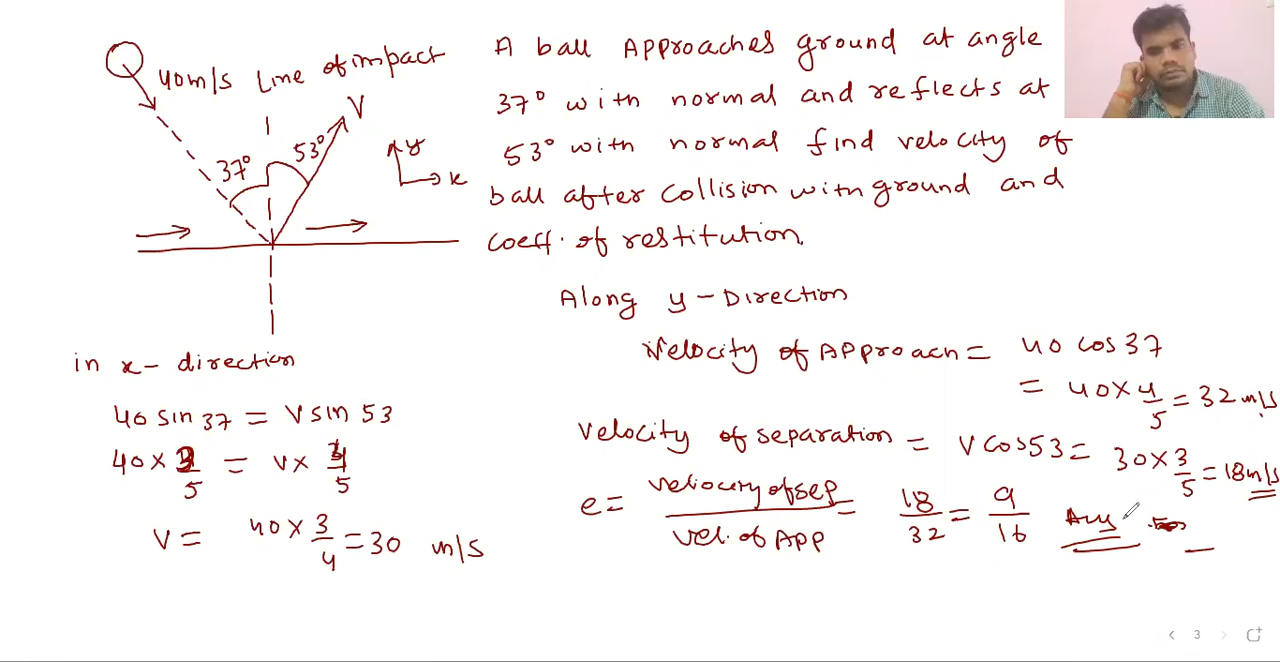 40m/s Line of impact
V
37° 53°
y
x
A ball Approaches ground at angle
37° with normal and reflects at
53° with normal find velocity of
ball after collision with ground and
coeff. of restitution.
in x- direction
40 sin 37 = V sin 53
40 × 3/5 = V × 4/5
V = 40 × 3/4 = 30 m/s
Along y-Direction
Velocity of Approach = 40 cos 37
= 40 × 4/5 = 32 m/s
Velocity of separation = V cos 53 = 30 × 3/5 = 18 m/s
e = velocity of sep / vel. of App = 18/32 = 9/16 Ans
3